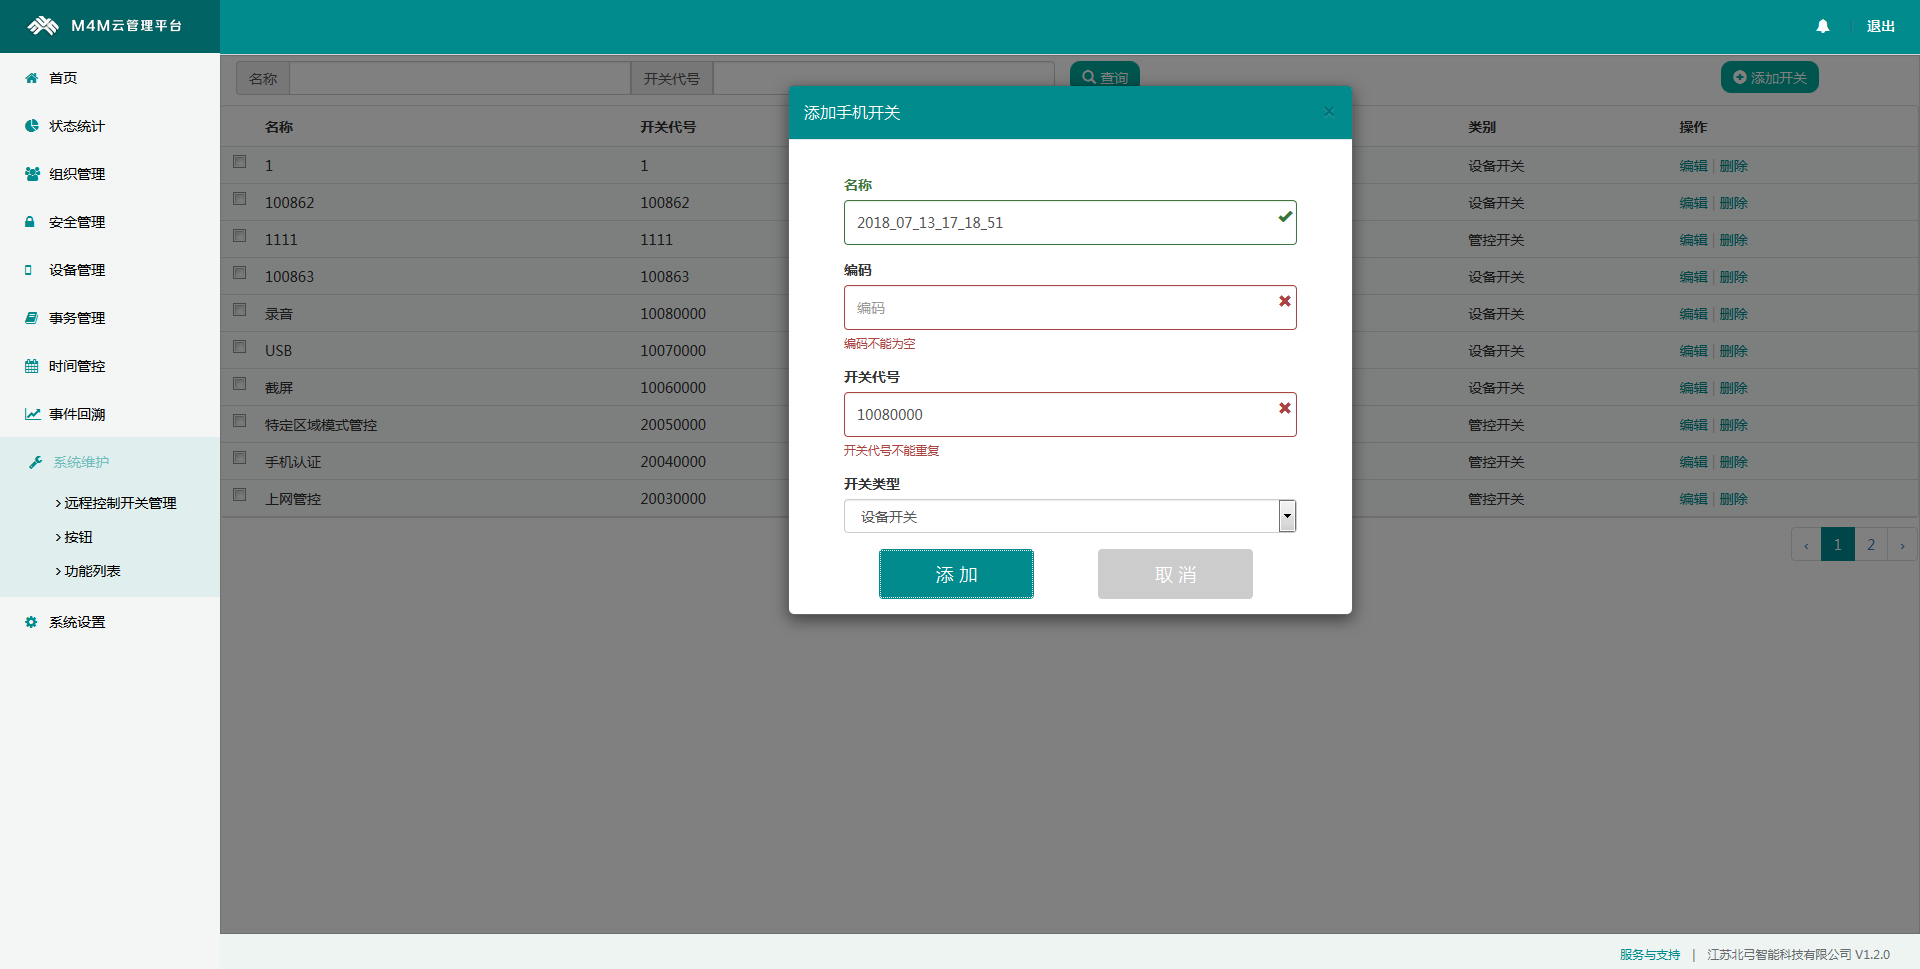 M4M云管理平台
退出
首页
状态统计
组织管理
安全管理
设备管理
事务管理
时间管控
事件回溯
系统维护
远程控制开关管理
按钮
功能列表
系统设置
名称 开关代号 查询 添加开关
名称 开关代号 类别 操作
1 1 设备开关 编辑 | 删除
100862 100862 设备开关 编辑 | 删除
1111 1111 管控开关 编辑 | 删除
100863 100863 设备开关 编辑 | 删除
录音 10080000 设备开关 编辑 | 删除
USB 10070000 设备开关 编辑 | 删除
截屏 10060000 设备开关 编辑 | 删除
特定区域模式管控 20050000 管控开关 编辑 | 删除
手机认证 20040000 管控开关 编辑 | 删除
上网管控 20030000 管控开关 编辑 | 删除
‹ 1 2 ›
添加手机开关 ×
名称
2018_07_13_17_18_51
编码
编码
编码不能为空
开关代号
10080000
开关代号不能重复
开关类型
设备开关
添 加 取 消
服务与支持 | 江苏北弓智能科技有限公司 V1.2.0